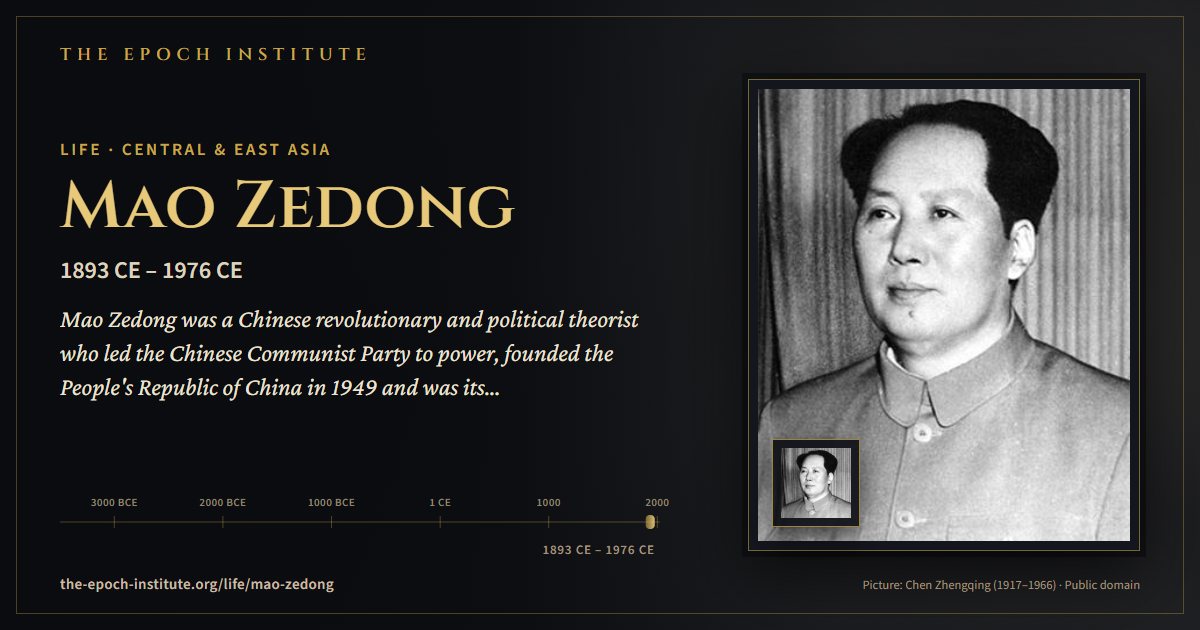 THE EPOCH INSTITUTE
LIFE · CENTRAL & EAST ASIA
MAO ZEDONG
1893 CE – 1976 CE
Mao Zedong was a Chinese revolutionary and political theorist
who led the Chinese Communist Party to power, founded the
People's Republic of China in 1949 and was its...
3000 BCE 2000 BCE 1000 BCE 1 CE 1000 2000
1893 CE – 1976 CE
the-epoch-institute.org/life/mao-zedong
Picture: Chen Zhengqing (1917–1966) · Public domain